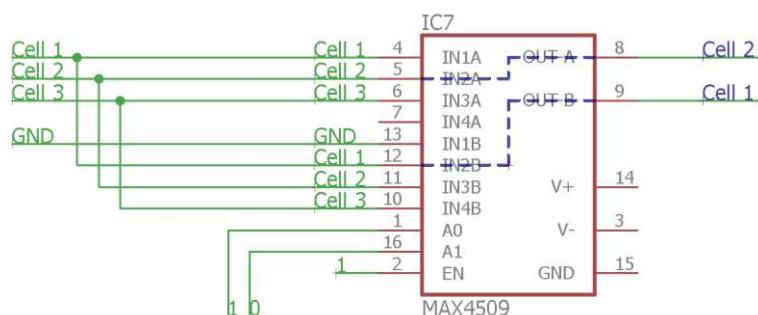 IC7
Cell 1 Cell 1 4 IN1A OUT A 8 Cell 2
Cell 2 Cell 2 5 IN2A
Cell 3 Cell 3 6 IN3A OUT B 9 Cell 1
7 IN4A
GND GND 13 IN1B
Cell 1 12 IN2B
Cell 2 11 IN3B V+ 14
Cell 3 10 IN4B
1 A0 V- 3
16 A1
1 2 EN GND 15
1 0 MAX4509